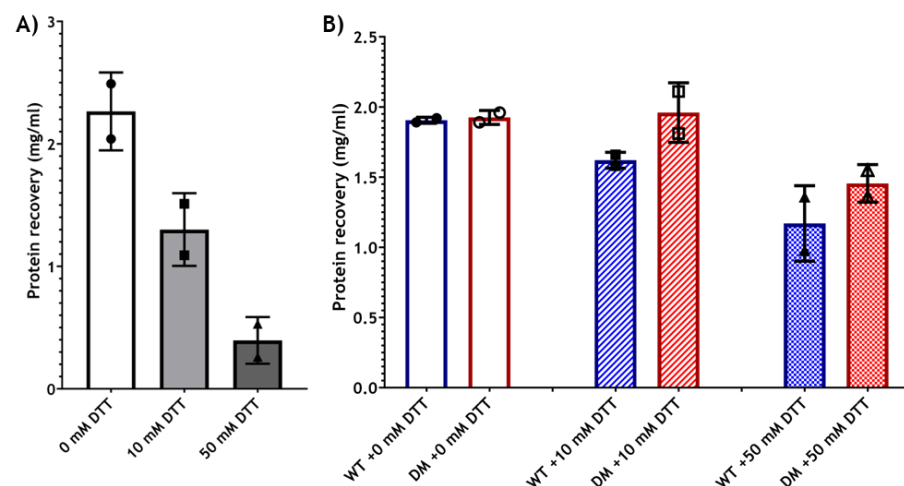 A)
Protein recovery (mg/ml)
3
2
1
0
0 mM DTT
10 mM DTT
50 mM DTT
B)
Protein recovery (mg/ml)
2.5
2.0
1.5
1.0
0.5
0.0
WT +0 mM DTT
DM +0 mM DTT
WT +10 mM DTT
DM +10 mM DTT
WT +50 mM DTT
DM +50 mM DTT